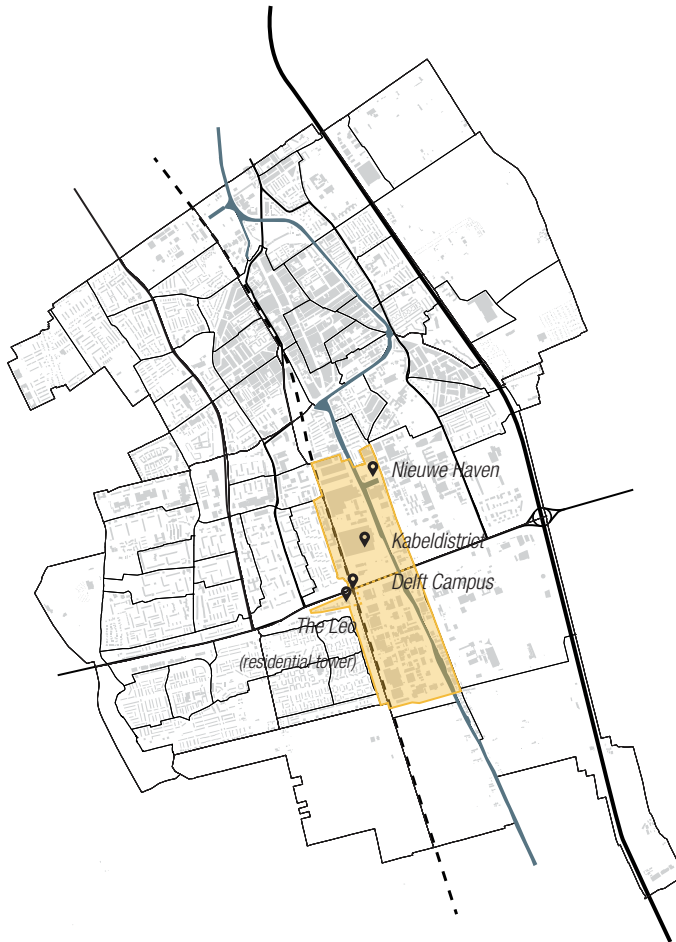 Nieuwe Haven
Kabeldistrict
Delft Campus
The Leo
(residential tower)